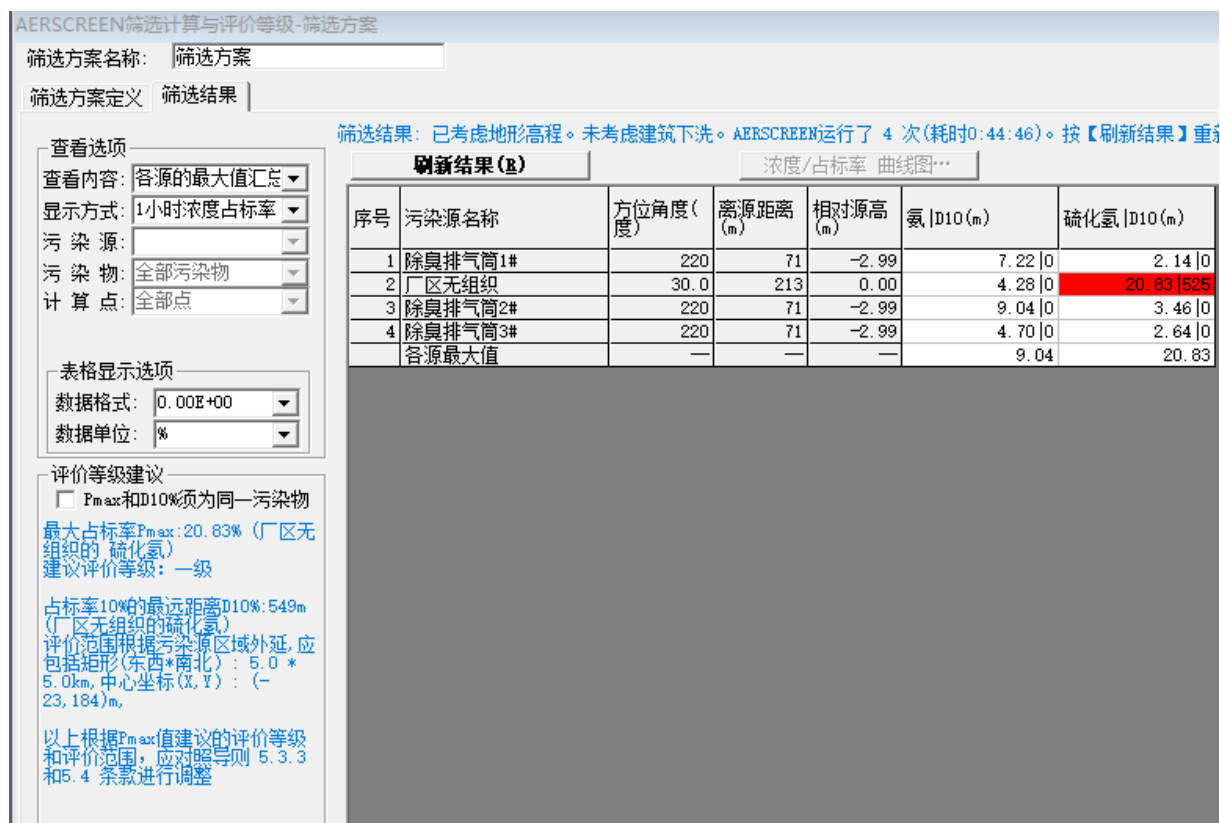 AERSCREEN筛选计算与评价等级-筛选方案
筛选方案名称: 筛选方案
筛选方案定义 筛选结果
筛选结果: 已考虑地形高程。未考虑建筑下洗。AERSCREEN运行了 4 次(耗时0:44:46)。按【刷新结果】重新
查看选项
查看内容: 各源的最大值汇总
显示方式: 1小时浓度占标率
污 染 源:
污 染 物: 全部污染物
计 算 点: 全部点
表格显示选项
数据格式: 0.00E+00
数据单位: %
评价等级建议
Pmax和D10%须为同一污染物
最大占标率Pmax:20.83% (厂区无
组织的 硫化氢)
建议评价等级: 一级
占标率10%的最远距离D10%:549m
(厂区无组织的硫化氢)
评价范围根据污染源区域外延,应
包括矩形(东西*南北) : 5.0 *
5.0km,中心坐标(X,Y) : (-
23,184)m,
以上根据Pmax值建议的评价等级
和评价范围, 应对照导则 5.3.3
和5.4 条款进行调整
刷新结果(R) 浓度/占标率 曲线图…
序号 污染源名称 方位角度(度) 离源距离(m) 相对源高(m) 氨|D10(m) 硫化氢|D10(m)
1 除臭排气筒1# 220 71 -2.99 7.22|0 2.14|0
2 厂区无组织 30.0 213 0.00 4.28|0 20.83|525
3 除臭排气筒2# 220 71 -2.99 9.04|0 3.46|0
4 除臭排气筒3# 220 71 -2.99 4.70|0 2.64|0
各源最大值 — — — 9.04 20.83